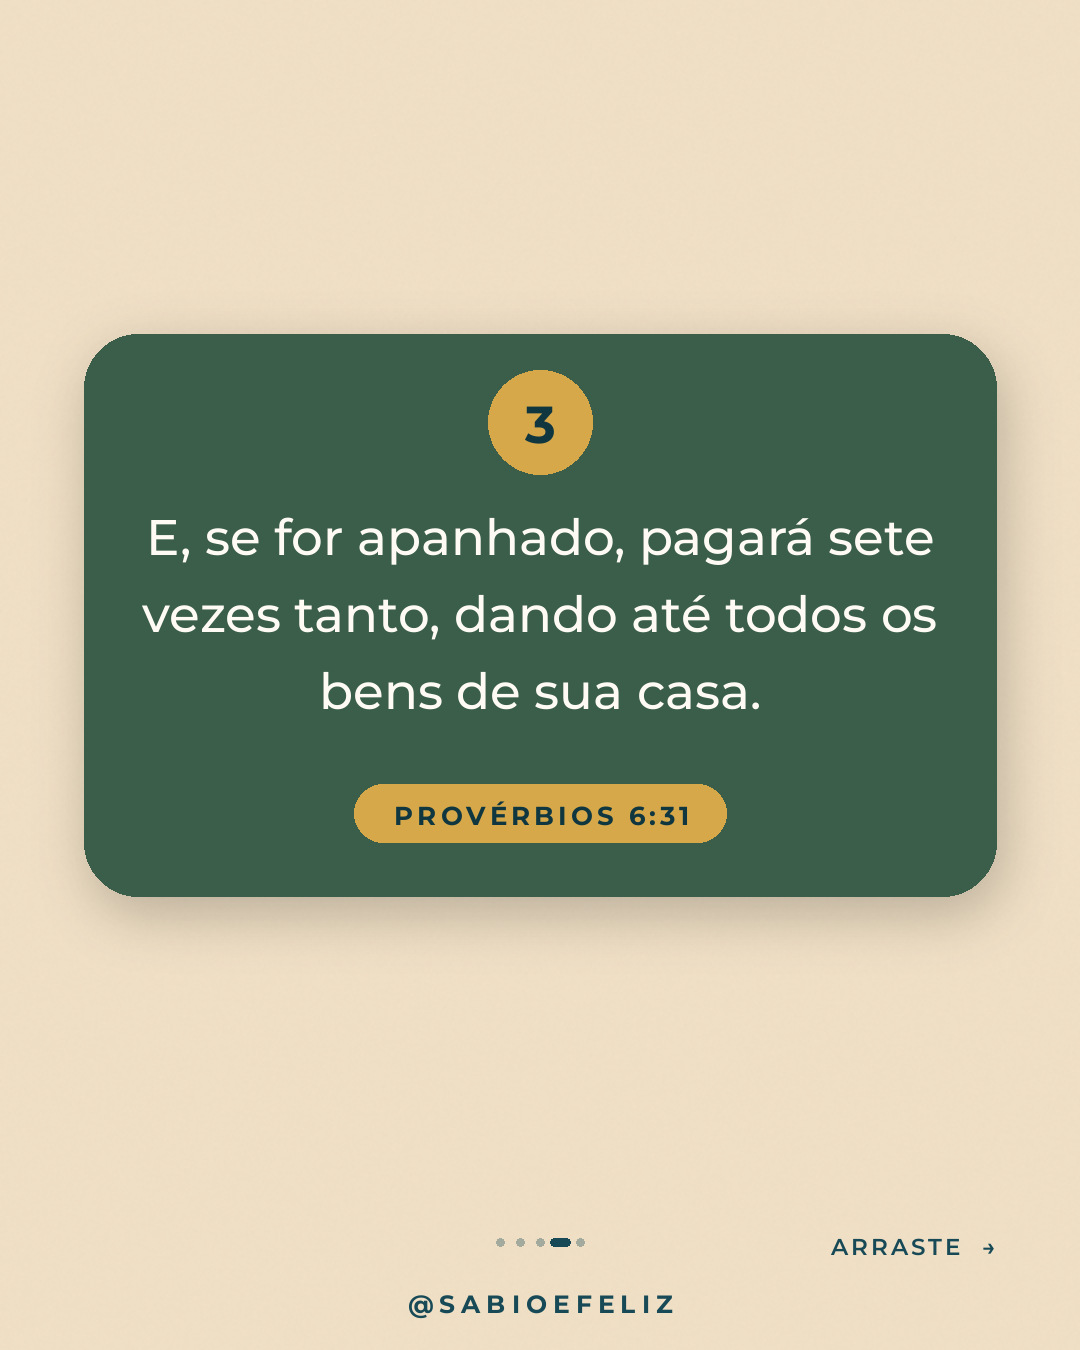 3
E, se for apanhado, pagará sete
vezes tanto, dando até todos os
bens de sua casa.
PROVÉRBIOS 6:31
ARRASTE →
@SABIOEFELIZ